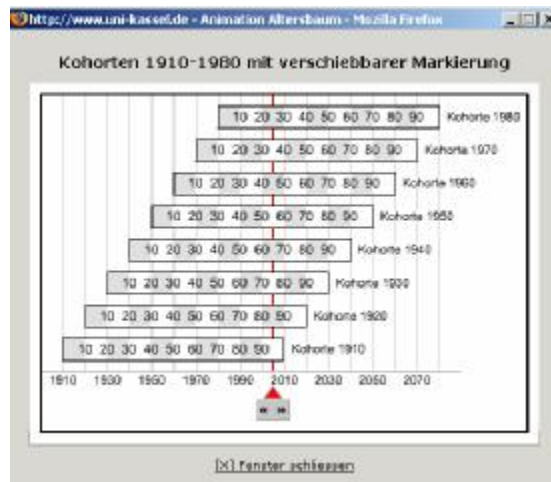 http://www.uni-kassel.de - Animation Altersbaum - Mozilla Firefox
Kohorten 1910-1980 mit verschiebbarer Markierung
10 20 30 40 50 60 70 80 90 Kohorte 1980
10 20 30 40 50 60 70 80 90 Kohorte 1970
10 20 30 40 50 60 70 80 90 Kohorte 1960
10 20 30 40 50 60 70 80 90 Kohorte 1950
10 20 30 40 50 60 70 80 90 Kohorte 1940
10 20 30 40 50 60 70 80 90 Kohorte 1930
10 20 30 40 50 60 70 80 90 Kohorte 1920
10 20 30 40 50 60 70 80 90 Kohorte 1910
1910 1930 1950 1970 1990 2010 2030 2050 2070
« »
[X] Fenster schliessen